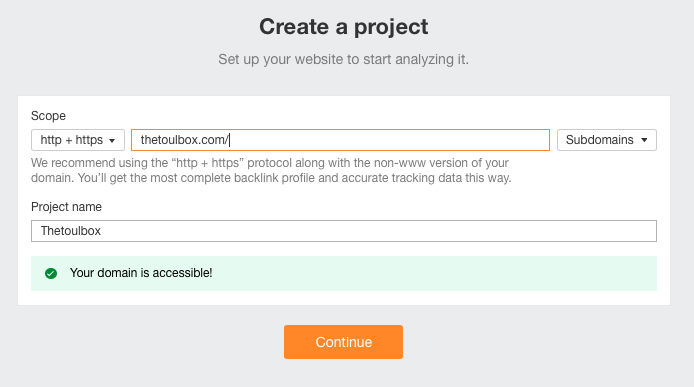 Create a project
Set up your website to start analyzing it.
Scope
http + https
thetoulbox.com/
Subdomains
We recommend using the “http + https” protocol along with the non-www version of your
domain. You’ll get the most complete backlink profile and accurate tracking data this way.
Project name
Thetoulbox
Your domain is accessible!
Continue